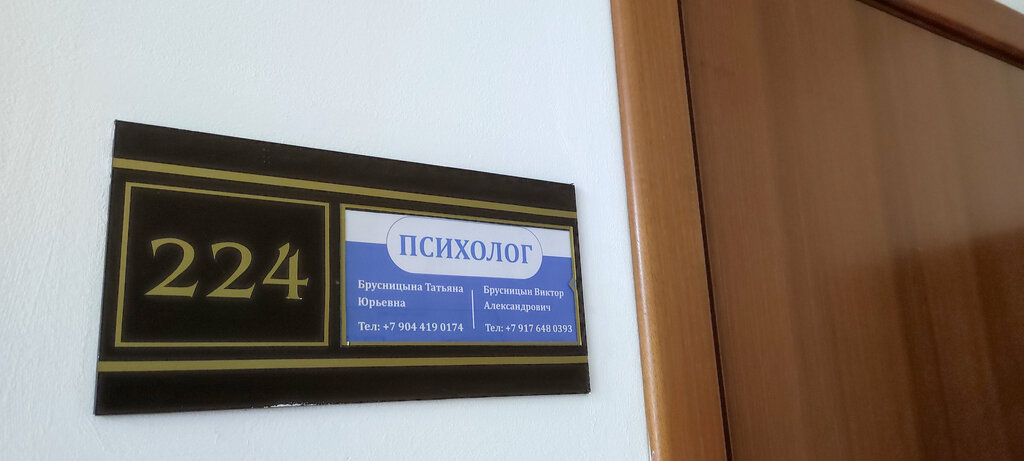 224
ПСИХОЛОГ
Брусницына Татьяна
Юрьевна
Тел: +7 904 419 0174
Брусницын Виктор
Александрович
Тел: +7 917 648 0393